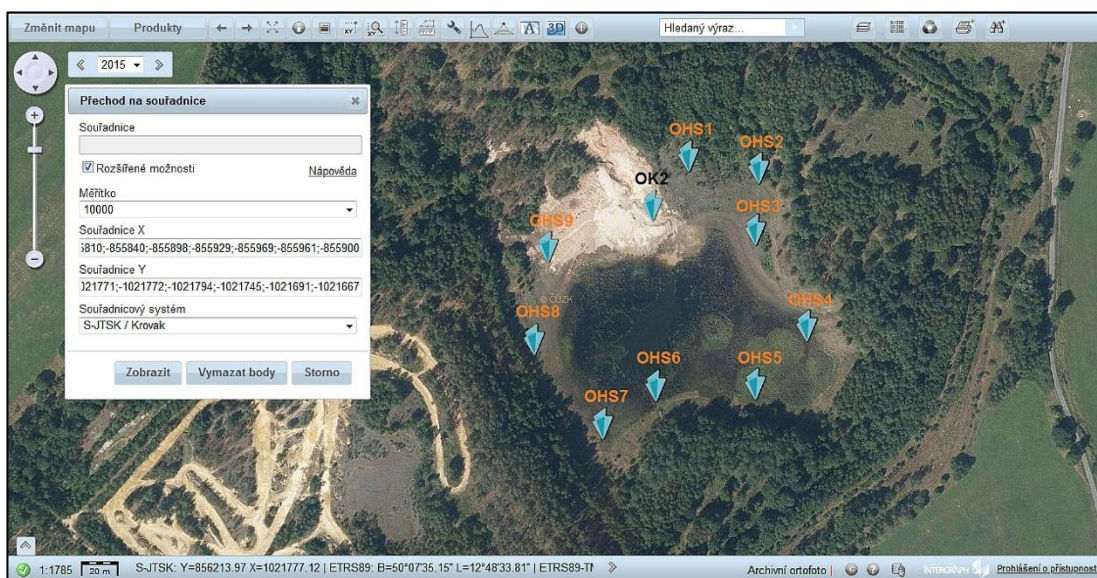 Změnit mapu Produkty Hledaný výraz...
2015
Přechod na souřadnice
Souřadnice
Rozšířené možnosti Nápověda
Měřítko
10000
Souřadnice X
5810;-855840;-855898;-855929;-855969;-855961;-855900
Souřadnice Y
021771;-1021772;-1021794;-1021745;-1021691;-1021667
Souřadnicový systém
S-JTSK / Krovak
Zobrazit Vymazat body Storno
OHS1
OHS2
OK2
OHS3
OHS9
© ČÚZK
OHS4
OHS8
OHS6
OHS5
OHS7
1:1785 20 m S-JTSK: Y=856213.97 X=1021777.12 | ETRS89: B=50°07'35.15" L=12°48'33.81" | ETRS89-TM Archivní ortofoto | INTERGRAPH Prohlášení o přístupnosti